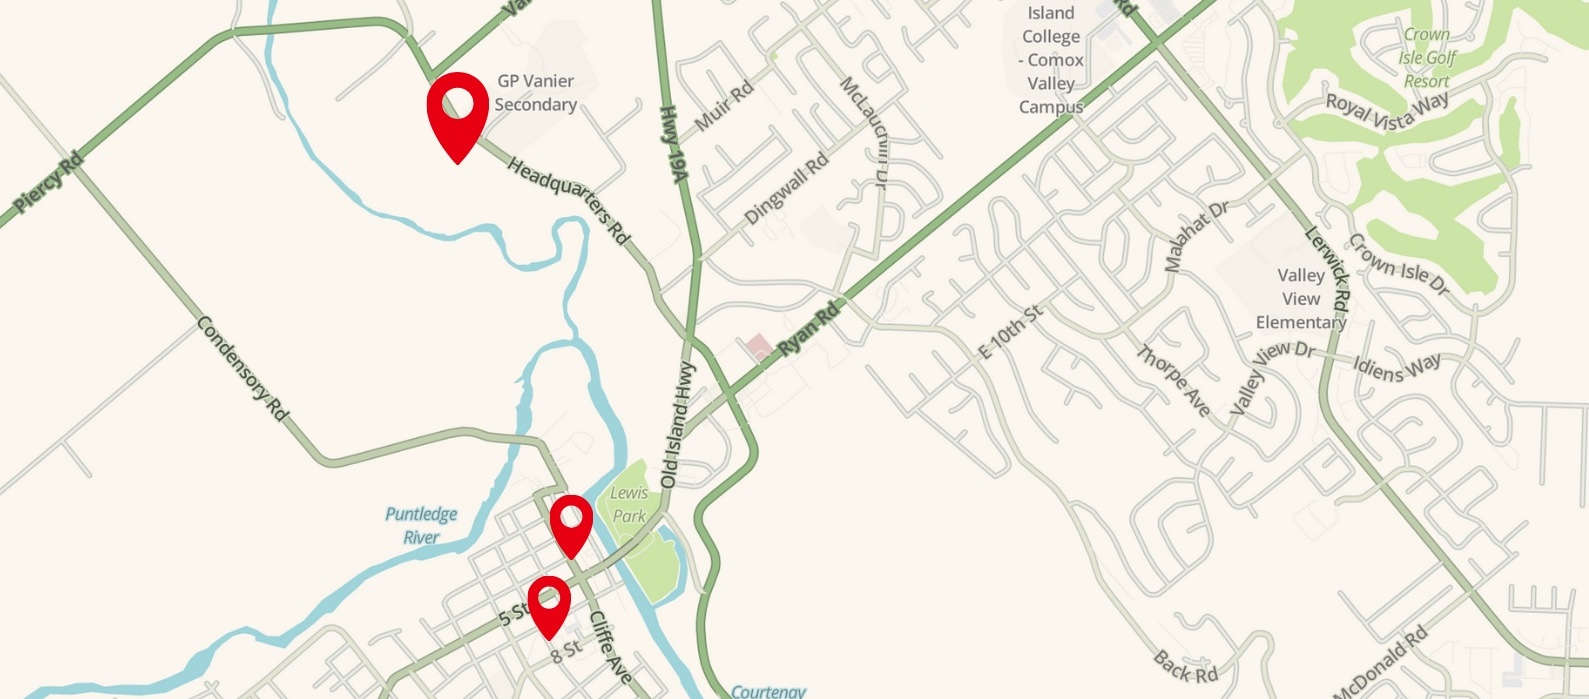 Rd
Island
College
- Comox
Valley
Campus
Crown
Isle Golf
Resort
GP Vanier
Secondary
Muir Rd
Hwy 19A
Royal Vista Way
Piercy Rd
Headquarters Rd
Dingwall Rd
Malahat Dr
Lerwick Rd
Crown Isle Dr
Valley
View
Elementary
Condensory Rd
Ryan Rd
E 10th St
Thorpe Ave
Valley View Dr
Idiens Way
Old Island Hwy
Lewis
Park
Puntledge
River
5 St
8 St
Cliffe Ave
Back Rd
McDonald Rd
Courtenay